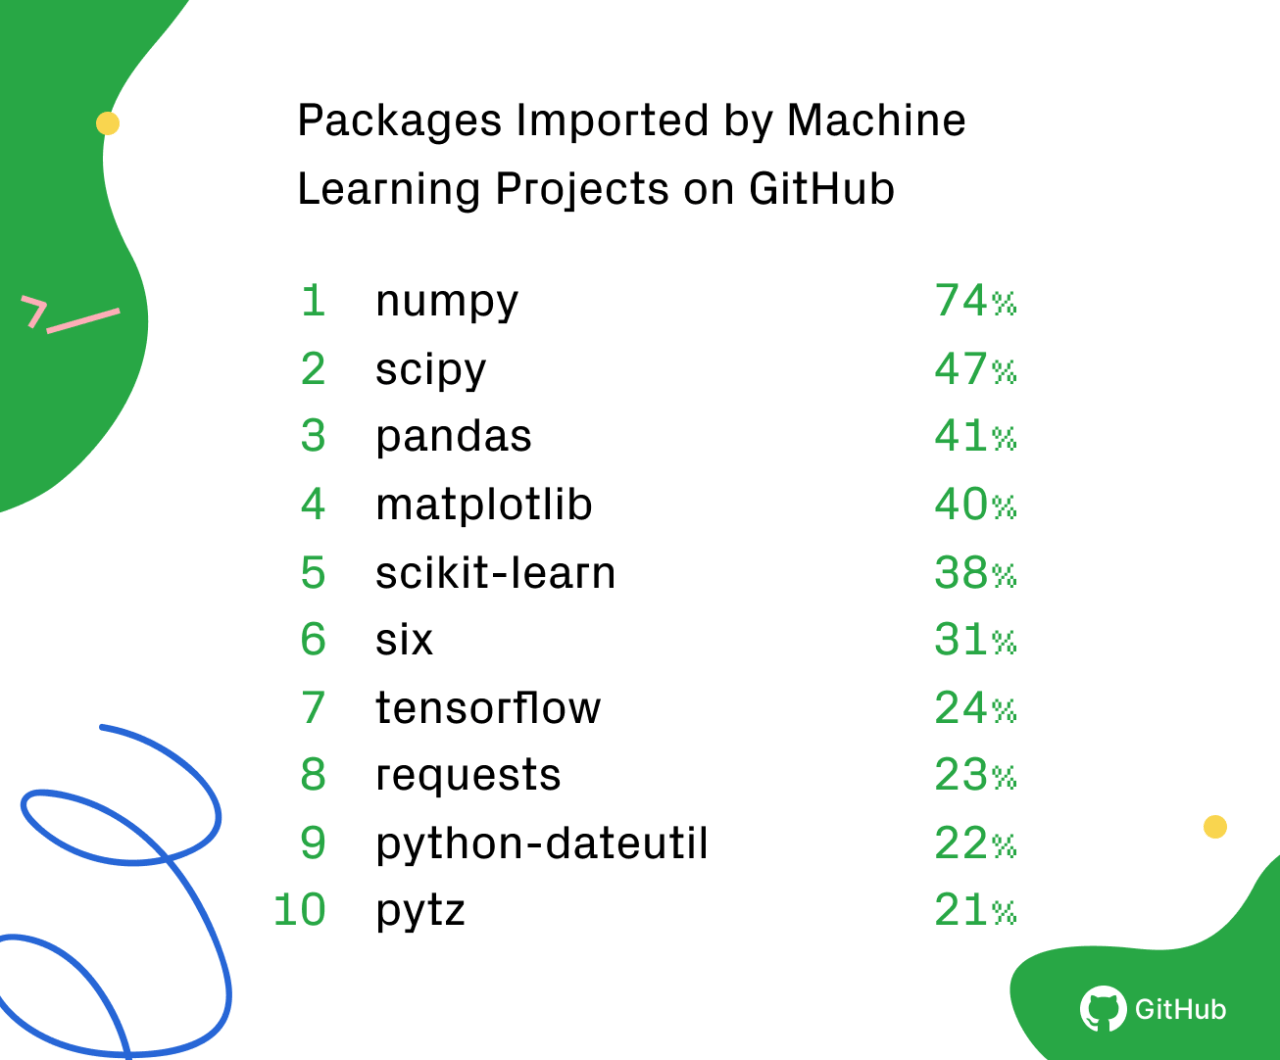 Packages Imported by Machine
Learning Projects on GitHub
1 numpy 74%
2 scipy 47%
3 pandas 41%
4 matplotlib 40%
5 scikit-learn 38%
6 six 31%
7 tensorflow 24%
8 requests 23%
9 python-dateutil 22%
10 pytz 21%
GitHub